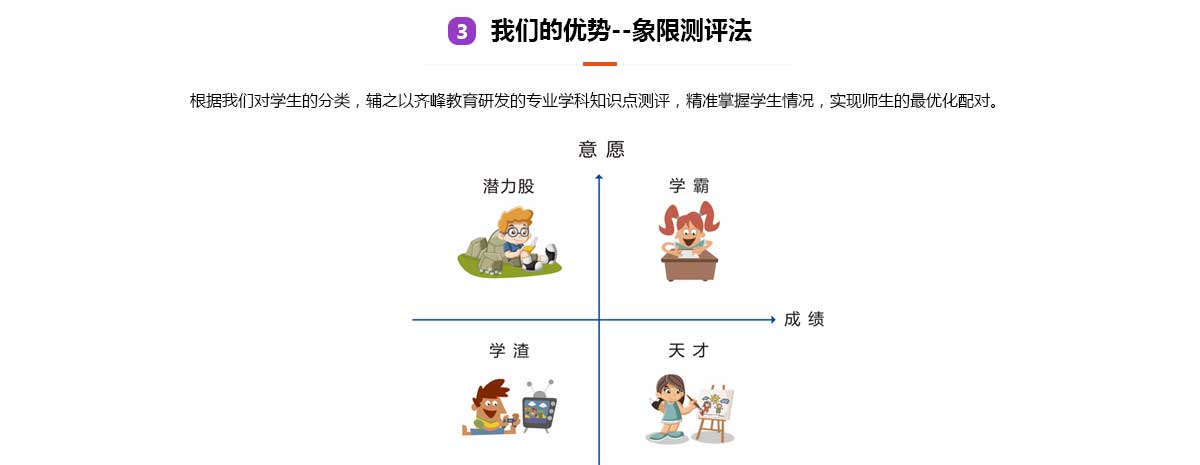 3 我们的优势--象限测评法
根据我们对学生的分类，辅之以齐峰教育研发的专业学科知识点测评，精准掌握学生情况，实现师生的最优化配对。
意愿
潜力股
学霸
成绩
学渣
天才